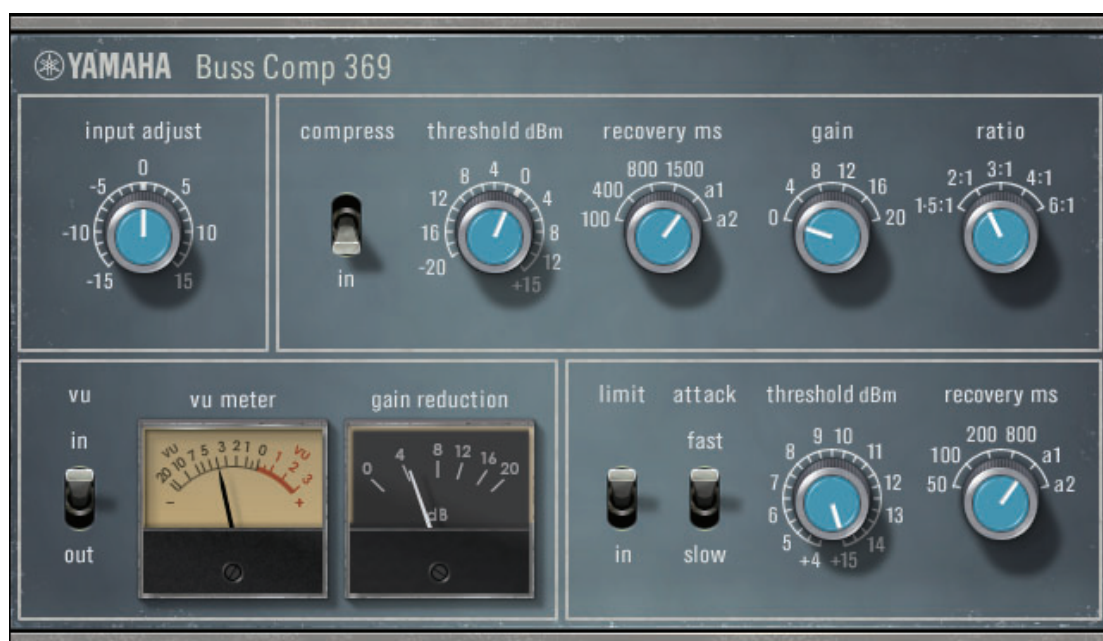 YAMAHA Buss Comp 369
input adjust
-15 -10 -5 0 5 10 15
compress
in
threshold dBm
-20 16 12 8 4 0 4 8 12 +15
recovery ms
100 400 800 1500 a1 a2
gain
0 4 8 12 16 20
ratio
1·5:1 2:1 3:1 4:1 6:1
vu
in
out
vu meter
VU 20 10 7 5 3 2 1 0 1 2 3 VU
- +
gain reduction
0 4 8 12 16 20
dB
limit
in
attack
fast
slow
threshold dBm
+4 5 6 7 8 9 10 11 12 13 14 +15
recovery ms
50 100 200 800 a1 a2